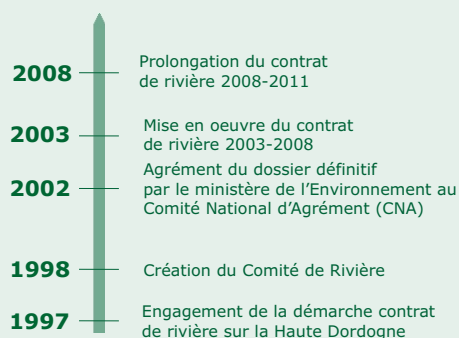 2008
Prolongation du contrat
de rivière 2008-2011
2003
Mise en oeuvre du contrat
de rivière 2003-2008
2002
Agrément du dossier définitif
par le ministère de l’Environnement au
Comité National d’Agrément (CNA)
1998
Création du Comité de Rivière
1997
Engagement de la démarche contrat
de rivière sur la Haute Dordogne